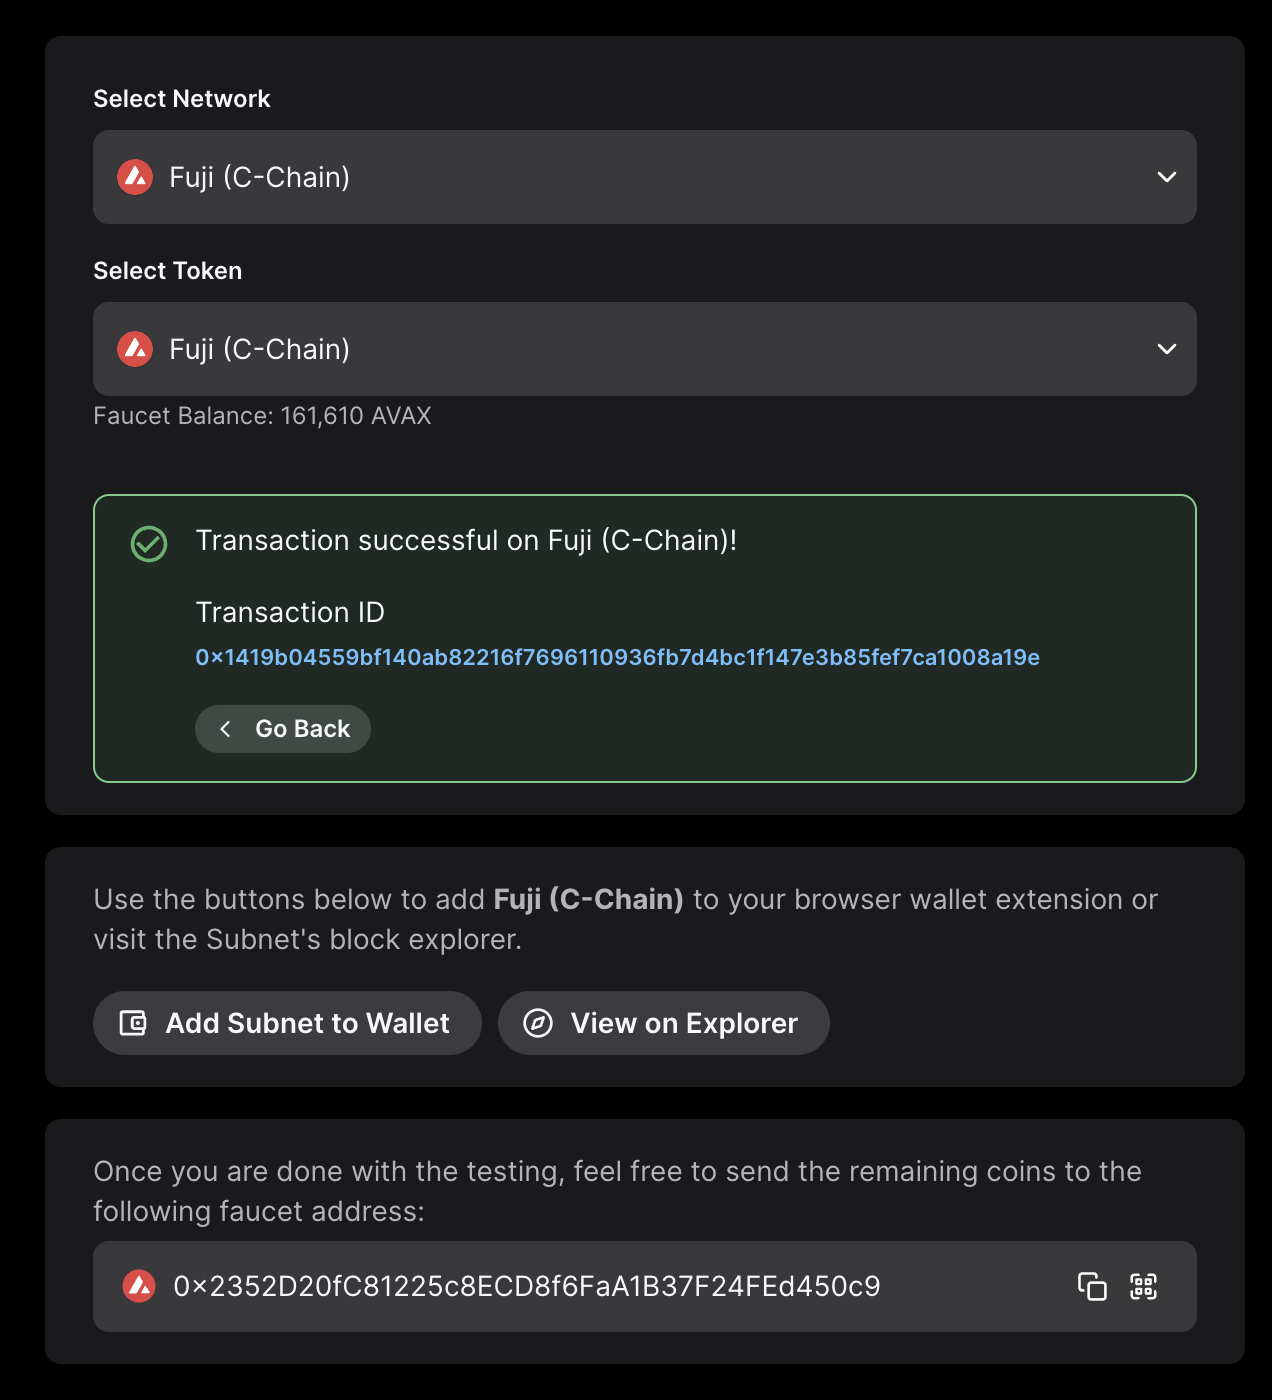 Select Network
Fuji (C-Chain)
Select Token
Fuji (C-Chain)
Faucet Balance: 161,610 AVAX
Transaction successful on Fuji (C-Chain)!
Transaction ID
0x1419b04559bf140ab82216f7696110936fb7d4bc1f147e3b85fef7ca1008a19e
Go Back
Use the buttons below to add Fuji (C-Chain) to your browser wallet extension or
visit the Subnet's block explorer.
Add Subnet to Wallet
View on Explorer
Once you are done with the testing, feel free to send the remaining coins to the
following faucet address:
0x2352D20fC81225c8ECD8f6FaA1B37F24FEd450c9